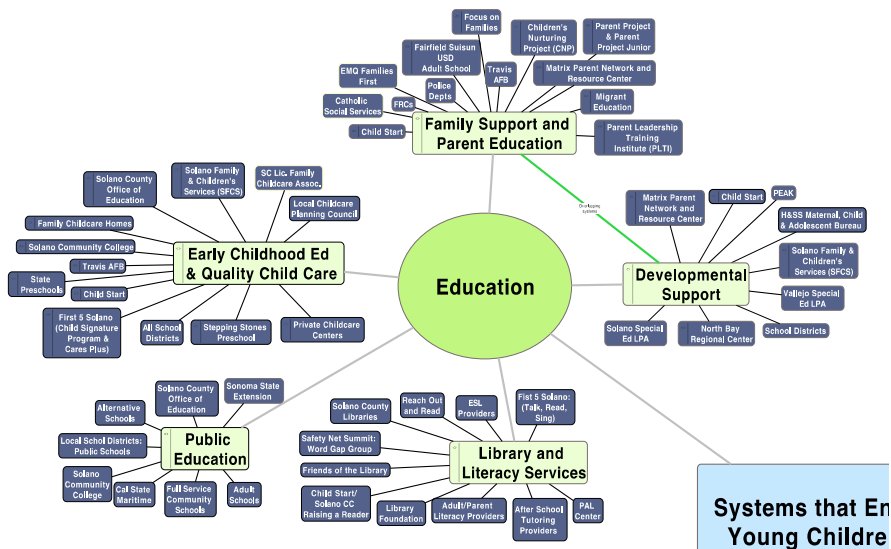 Focus on
Families
Children's
Nurturing
Project (CNP)
Parent Project
& Parent
Project Junior
Fairfield Suisun
USD
Adult School
Travis
AFB
Matrix Parent Network and
Resource Center
EMQ Families
First
Police
Depts
Migrant
Education
Catholic
Social Services
FRCs
Child Start
Family Support and
Parent Education
Parent Leadership
Training
Institute (PLTI)
Overlapping
systems
Solano County
Office of
Education
Solano Family
& Children's
Services (SFCS)
SC Lic. Family
Childcare Assoc.
Local Childcare
Planning Council
Family Childcare Homes
Solano Community College
Travis AFB
State
Preschools
Child Start
Early Childhood Ed
& Quality Child Care
First 5 Solano
(Child Signature
Program &
Cares Plus)
All School
Districts
Stepping Stones
Preschool
Private Childcare
Centers
Education
Matrix Parent
Network and
Resource Center
Child Start
PEAK
H&SS Maternal, Child
& Adolescent Bureau
Solano Family &
Children's
Services (SFCS)
Developmental
Support
Vallejo Special
Ed LPA
Solano Special
Ed LPA
North Bay
Regional Center
School Districts
Alternative
Schools
Solano County
Office of Education
Sonoma State
Extension
Local Schol Districts:
Public Schools
Public
Education
Solano
Community
College
Cal State
Maritime
Full Service
Community
Schools
Adult
Schools
Solano County
Libraries
Reach Out
and Read
ESL
Providers
Fist 5 Solano:
(Talk, Read,
Sing)
Safety Net Summit:
Word Gap Group
Friends of the Library
Library and
Literacy Services
Child Start/
Solano CC
Raising a Reader
Library
Foundation
Adult/Parent
Literacy Providers
After School
Tutoring
Providers
PAL
Center
Systems that En
Young Childre